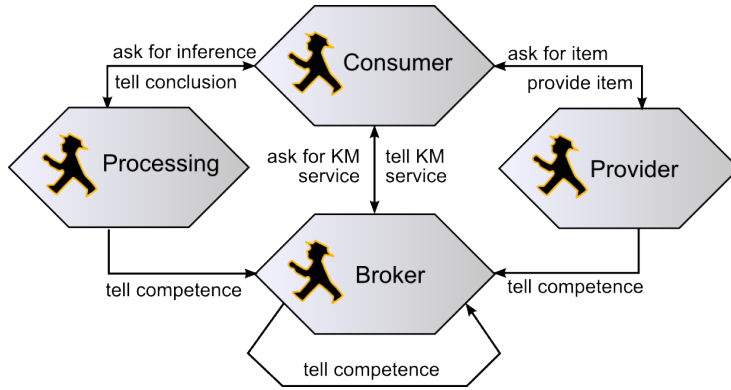 ask for inference
tell conclusion
Consumer
ask for item
provide item
Processing
ask for KM
service
tell KM
service
Provider
tell competence
Broker
tell competence
tell competence